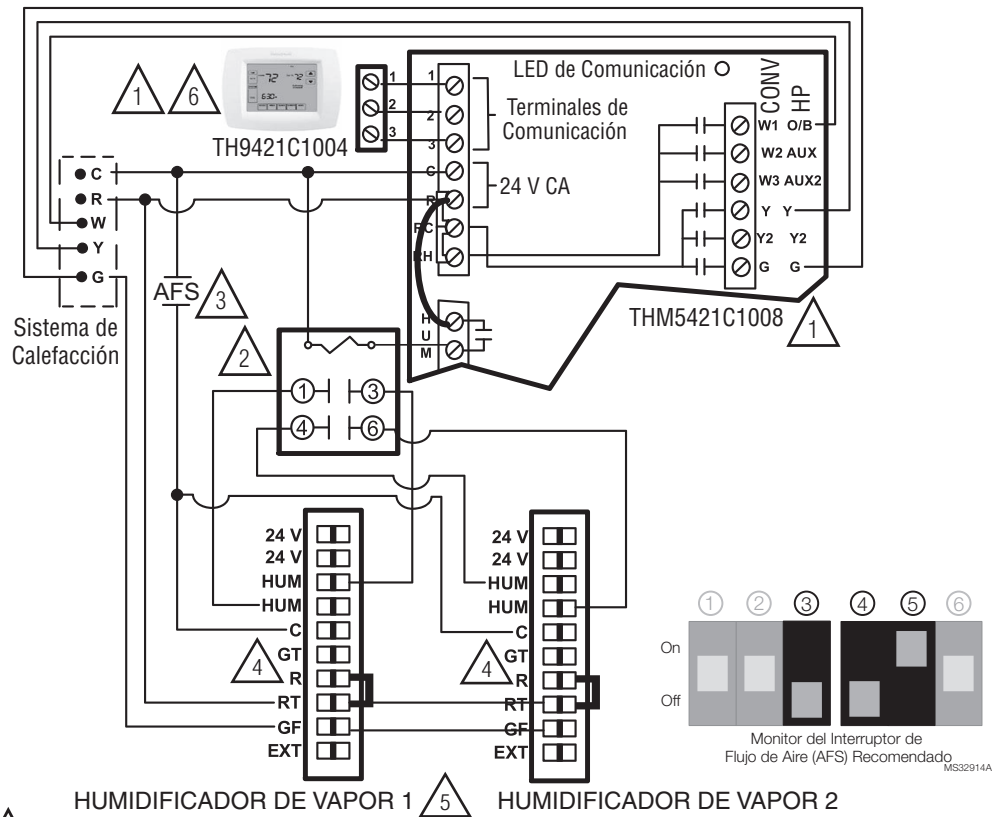 LED de Comunicación
CONV
HP
1
6
1
2
3
1
2
3
Terminales de
Comunicación
TH9421C1004
W1 O/B
W2 AUX
W3 AUX2
Y Y
Y2 Y2
G G
C
R
RC
RH
24 V CA
C
R
W
Y
G
Sistema de
Calefacción
AFS
3
2
H
U
M
THM5421C1008
1
1
3
4
6
24 V
24 V
HUM
HUM
C
GT
R
RT
GF
EXT
4
24 V
24 V
HUM
HUM
C
GT
R
RT
GF
EXT
4
1 2 3 4 5 6
On
Off
Monitor del Interruptor de
Flujo de Aire (AFS) Recomendado
MS32914A
HUMIDIFICADOR DE VAPOR 1
5
HUMIDIFICADOR DE VAPOR 2